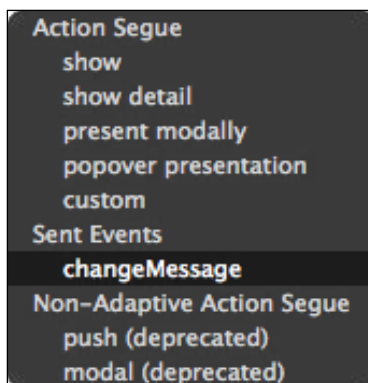 Action Segue
show
show detail
present modally
popover presentation
custom
Sent Events
changeMessage
Non-Adaptive Action Segue
push (deprecated)
modal (deprecated)